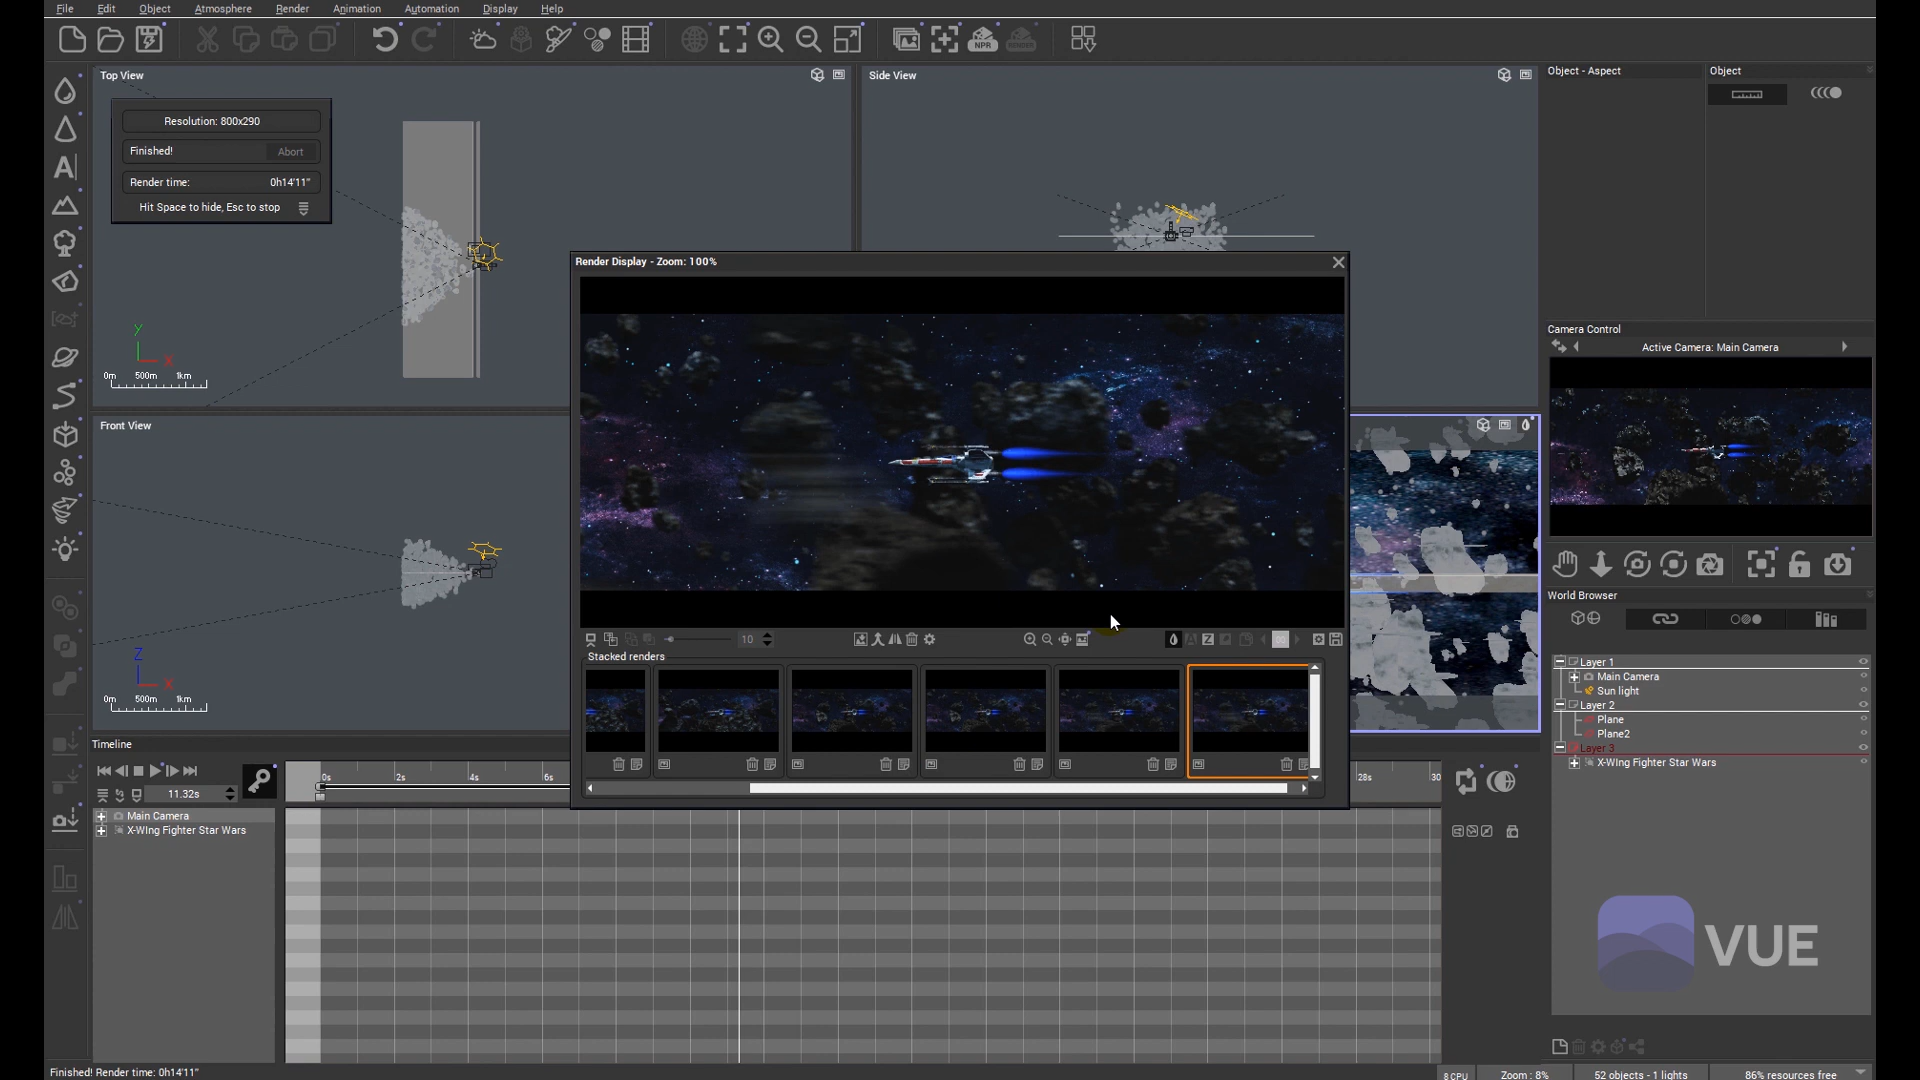 File Edit Object Atmosphere Render Animation Automation Display Help
NPR
RENDER
Top View
Side View
Object - Aspect
Object
Resolution: 800x290
Finished! Abort
Render time: 0h14'11"
Hit Space to hide, Esc to stop
Y
X
0m 500m 1km
Render Display - Zoom: 100%
Camera Control
Active Camera: Main Camera
Front View
Z
X
0m 500m 1km
10
Z
Stacked renders
World Browser
Layer 1
Main Camera
Sun light
Layer 2
Plane
Plane2
Layer 3
X-WIng Fighter Star Wars
Timeline
0s 2s 4s 6s 28s 30
11.32s
Main Camera
X-WIng Fighter Star Wars
VUE
Finished! Render time: 0h14'11"
8 CPU Zoom : 8% 52 objects - 1 lights 86% resources free